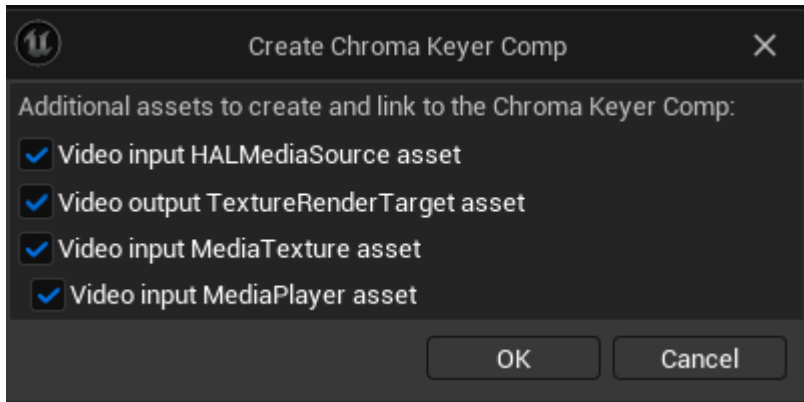 Create Chroma Keyer Comp
Additional assets to create and link to the Chroma Keyer Comp:
Video input HALMediaSource asset
Video output TextureRenderTarget asset
Video input MediaTexture asset
Video input MediaPlayer asset
OK Cancel